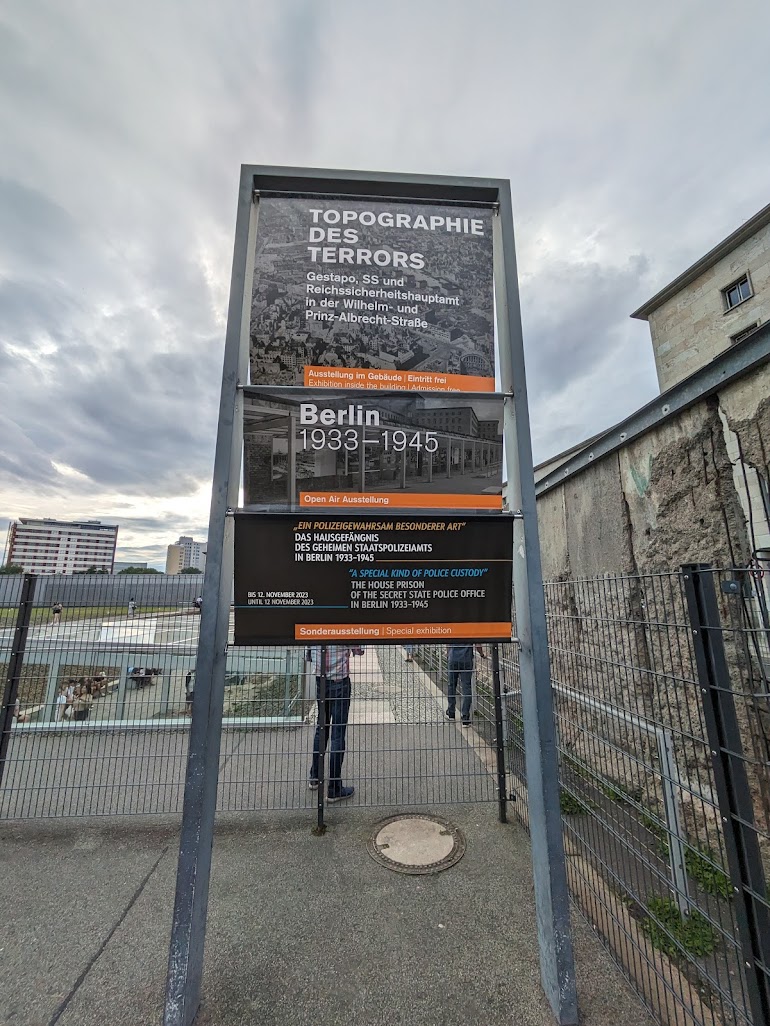 TOPOGRAPHIE
DES
TERRORS
Gestapo, SS und
Reichssicherheitshauptamt
in der Wilhelm- und
Prinz-Albrecht-Straße
Ausstellung im Gebäude | Eintritt frei
Exhibition inside the building | Admission free
Berlin
1933–1945
Open Air Ausstellung
„EIN POLIZEIGEWAHRSAM BESONDERER ART“
DAS HAUSGEFÄNGNIS
DES GEHEIMEN STAATSPOLIZEIAMTS
IN BERLIN 1933–1945
“A SPECIAL KIND OF POLICE CUSTODY”
THE HOUSE PRISON
OF THE SECRET STATE POLICE OFFICE
IN BERLIN 1933–1945
BIS 12. NOVEMBER 2023
UNTIL 12 NOVEMBER 2023
Sonderausstellung | Special exhibition